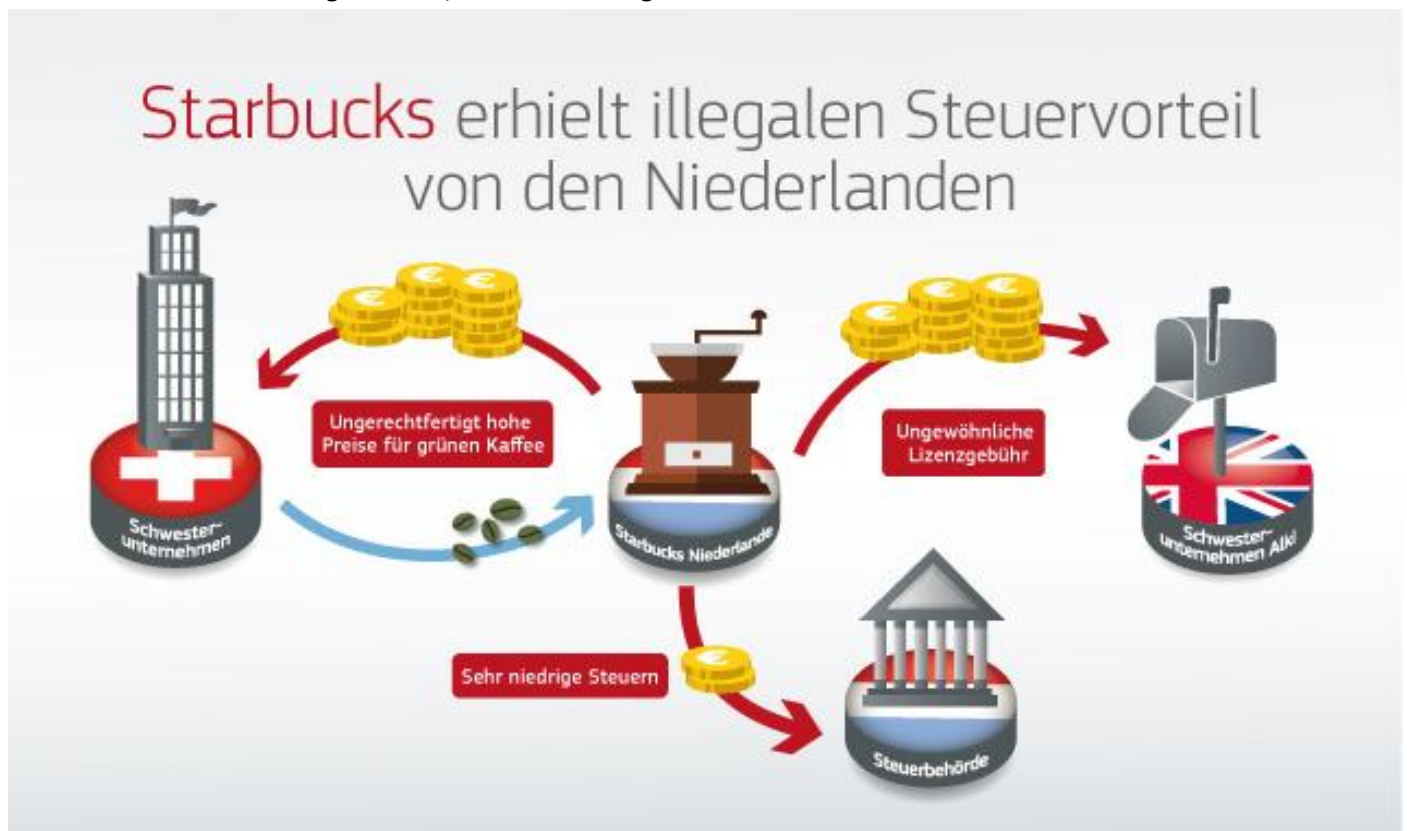 Starbucks erhielt illegalen Steuervorteil
von den Niederlanden
Ungerechtfertigt hohe
Preise für grünen Kaffee
Ungewöhnliche
Lizenzgebühr
Schwester-
unternehmen
Starbucks Niederlande
Schwester-
unternehmen Alki
Sehr niedrige Steuern
Steuerbehörde